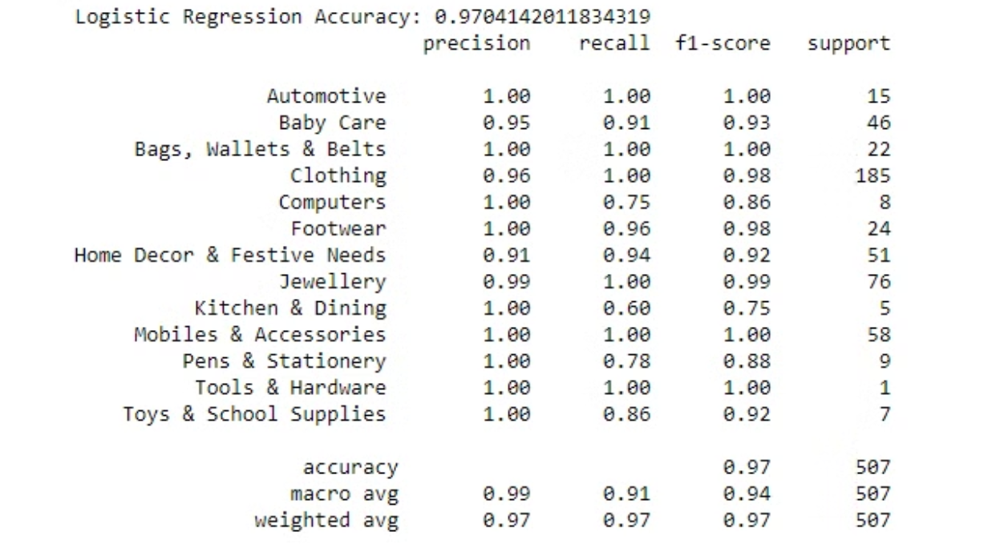 Logistic Regression Accuracy: 0.9704142011834319
precision recall f1-score support
Automotive 1.00 1.00 1.00 15
Baby Care 0.95 0.91 0.93 46
Bags, Wallets & Belts 1.00 1.00 1.00 22
Clothing 0.96 1.00 0.98 185
Computers 1.00 0.75 0.86 8
Footwear 1.00 0.96 0.98 24
Home Decor & Festive Needs 0.91 0.94 0.92 51
Jewellery 0.99 1.00 0.99 76
Kitchen & Dining 1.00 0.60 0.75 5
Mobiles & Accessories 1.00 1.00 1.00 58
Pens & Stationery 1.00 0.78 0.88 9
Tools & Hardware 1.00 1.00 1.00 1
Toys & School Supplies 1.00 0.86 0.92 7
accuracy 0.97 507
macro avg 0.99 0.91 0.94 507
weighted avg 0.97 0.97 0.97 507